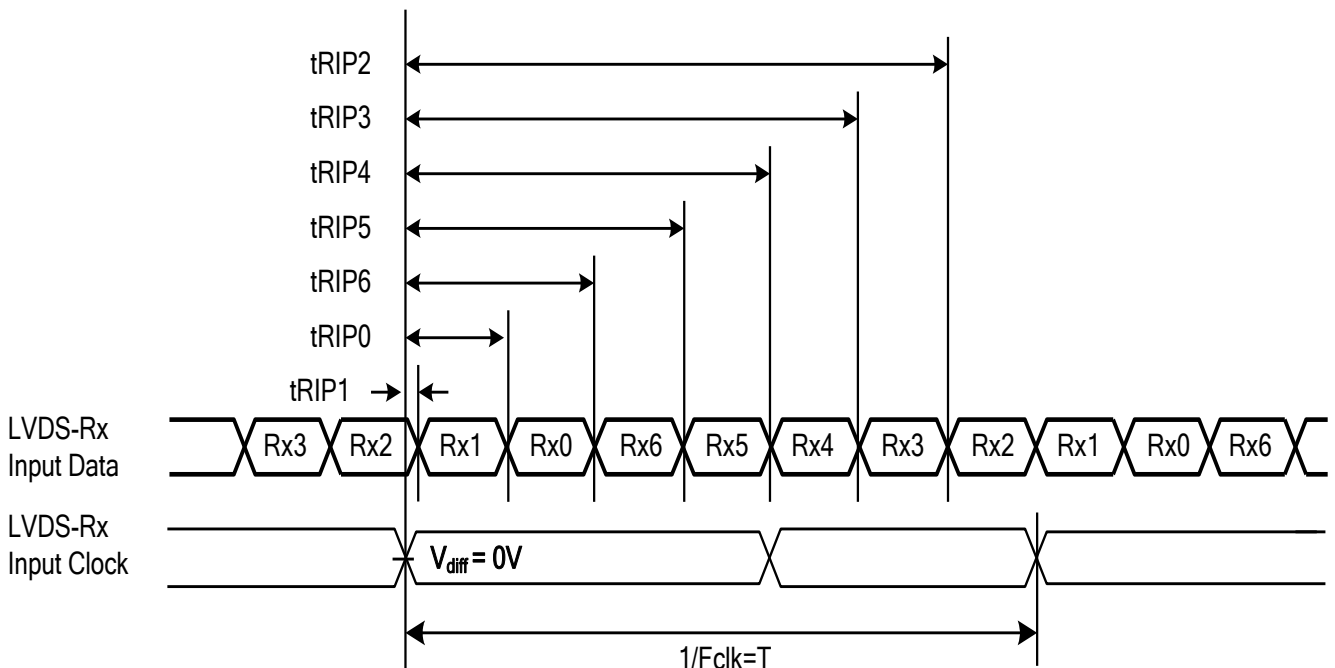 tRIP2
tRIP3
tRIP4
tRIP5
tRIP6
tRIP0
tRIP1
LVDS-Rx
Input Data
Rx3 Rx2 Rx1 Rx0 Rx6 Rx5 Rx4 Rx3 Rx2 Rx1 Rx0 Rx6
LVDS-Rx
Input Clock
Vdiff = 0V
1/Fclk=T